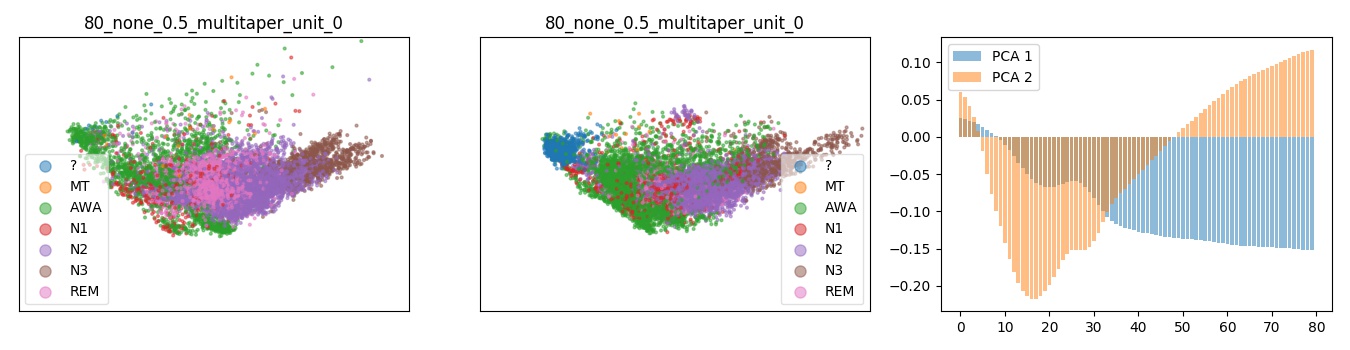 80_none_0.5_multitaper_unit_0
?
MT
AWA
N1
N2
N3
REM
80_none_0.5_multitaper_unit_0
?
MT
AWA
N1
N2
N3
REM
PCA 1
PCA 2
0.10
0.05
0.00
−0.05
−0.10
−0.15
−0.20
0 10 20 30 40 50 60 70 80